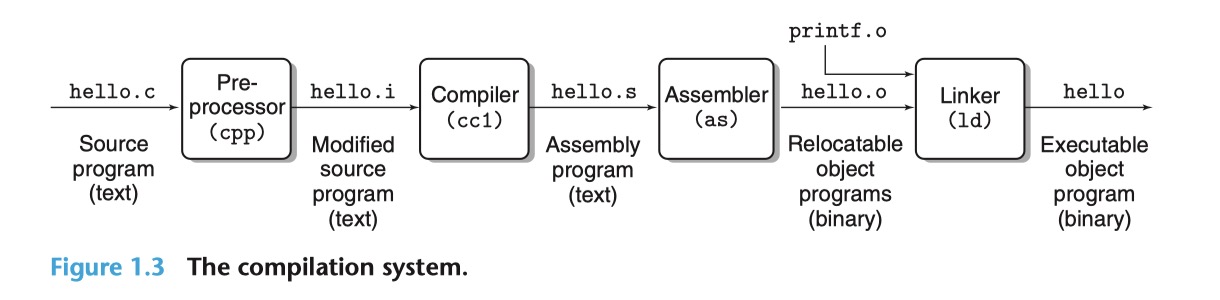 printf.o
hello.c
Pre-
processor
(cpp)
hello.i
Compiler
(cc1)
hello.s
Assembler
(as)
hello.o
Linker
(ld)
hello
Source
program
(text)
Modified
source
program
(text)
Assembly
program
(text)
Relocatable
object
programs
(binary)
Executable
object
program
(binary)
Figure 1.3 The compilation system.